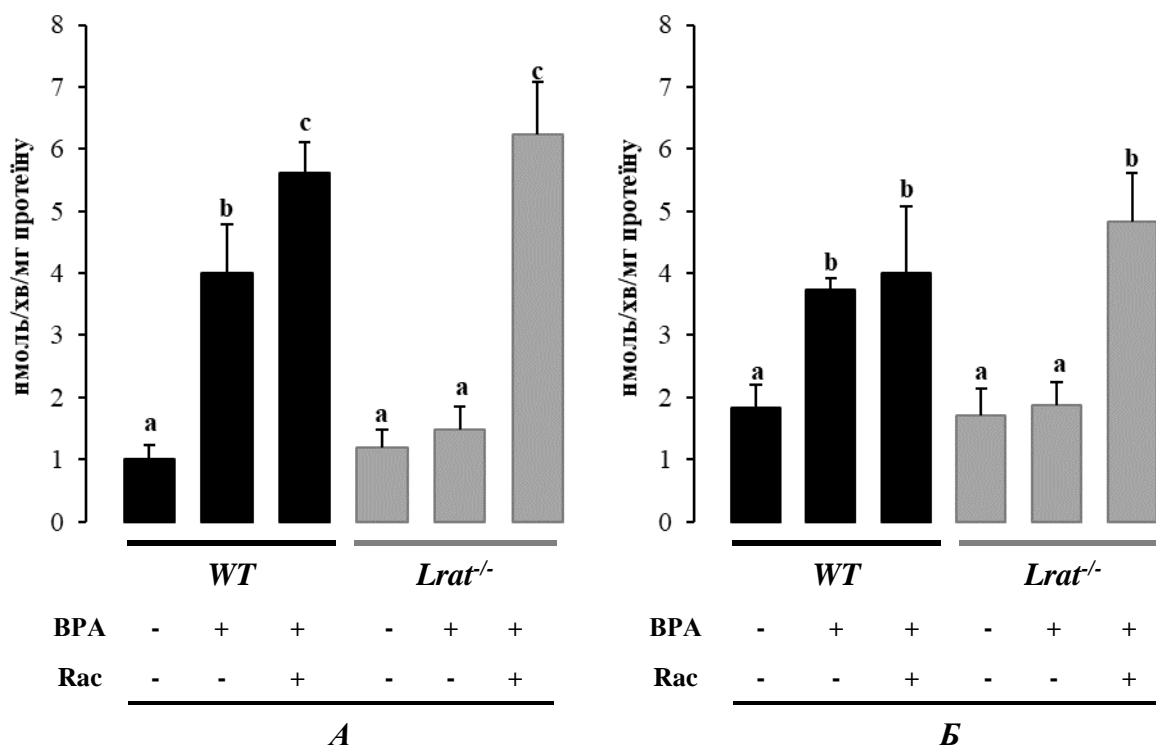 8
7
6
5
4
3
2
1
0
нмоль/хв/мг протеїну
a
b
c
a
a
c
WT
Lrat-/-
BPA - + + - + +
Rac - - + - - +
А
8
7
6
5
4
3
2
1
0
нмоль/хв/мг протеїну
a
b
b
a
a
b
WT
Lrat-/-
BPA - + + - + +
Rac - - + - - +
Б